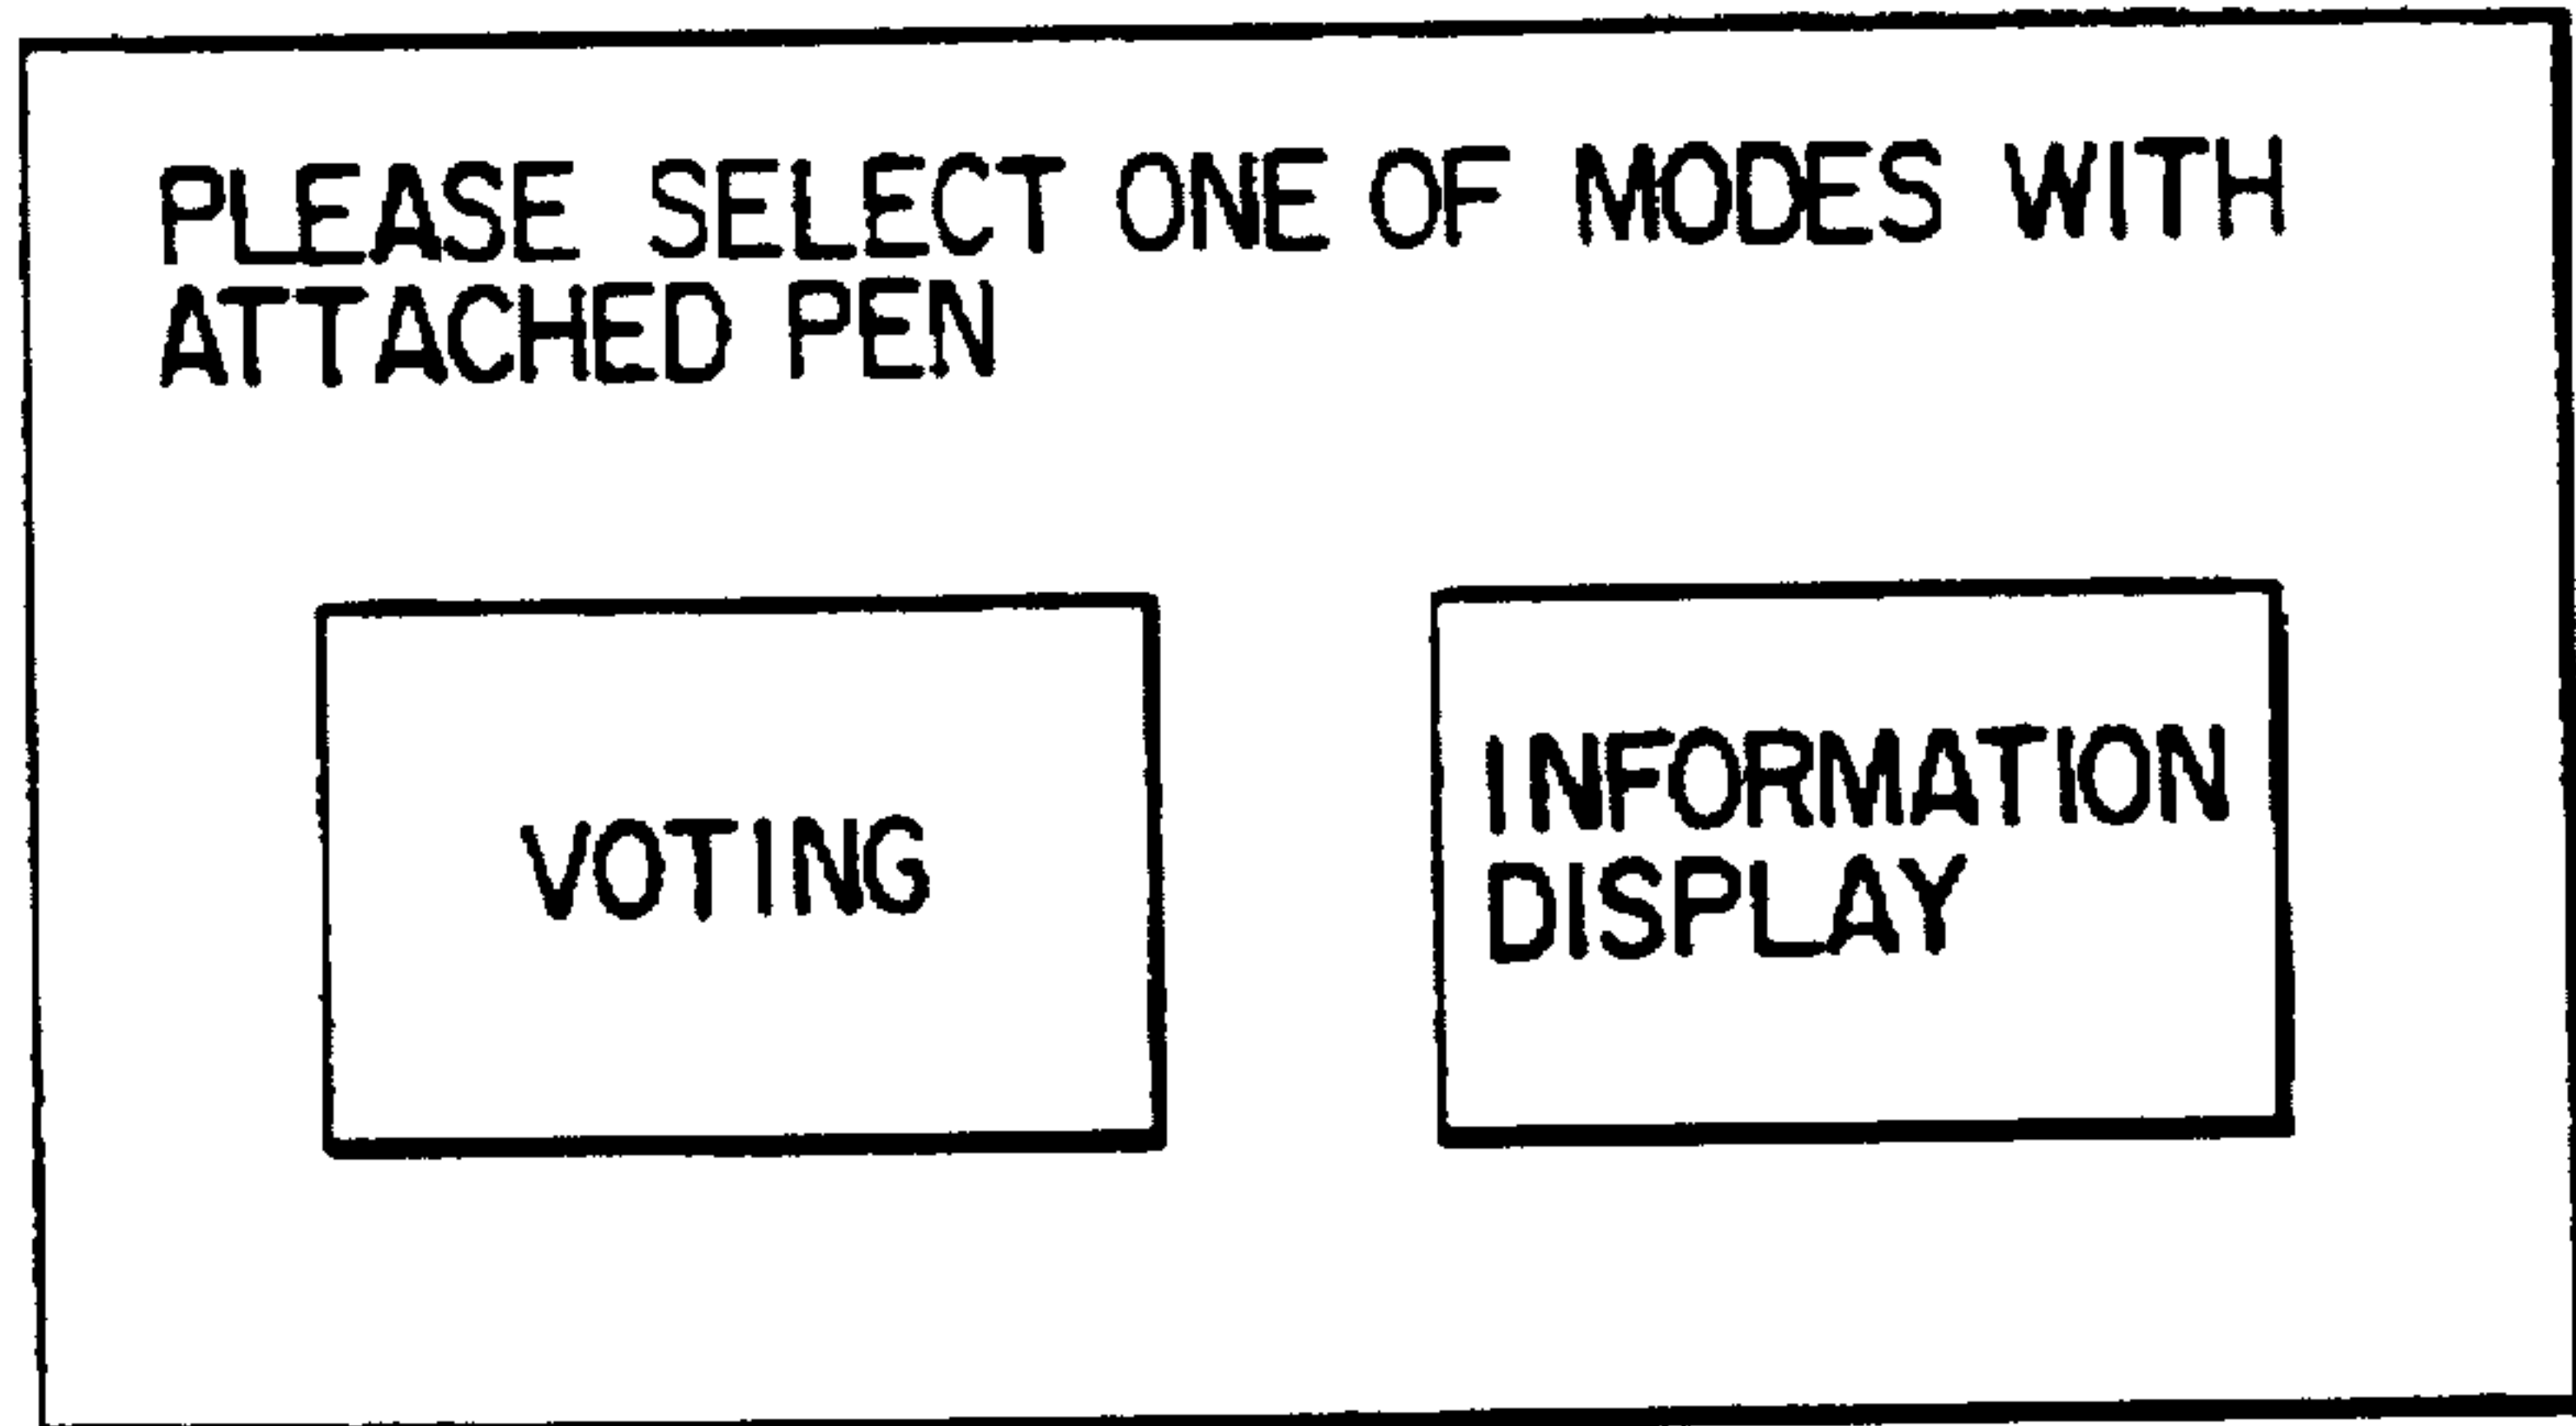 PLEASE SELECT ONE OF MODES WITH
ATTACHED PEN
VOTING
INFORMATION
DISPLAY